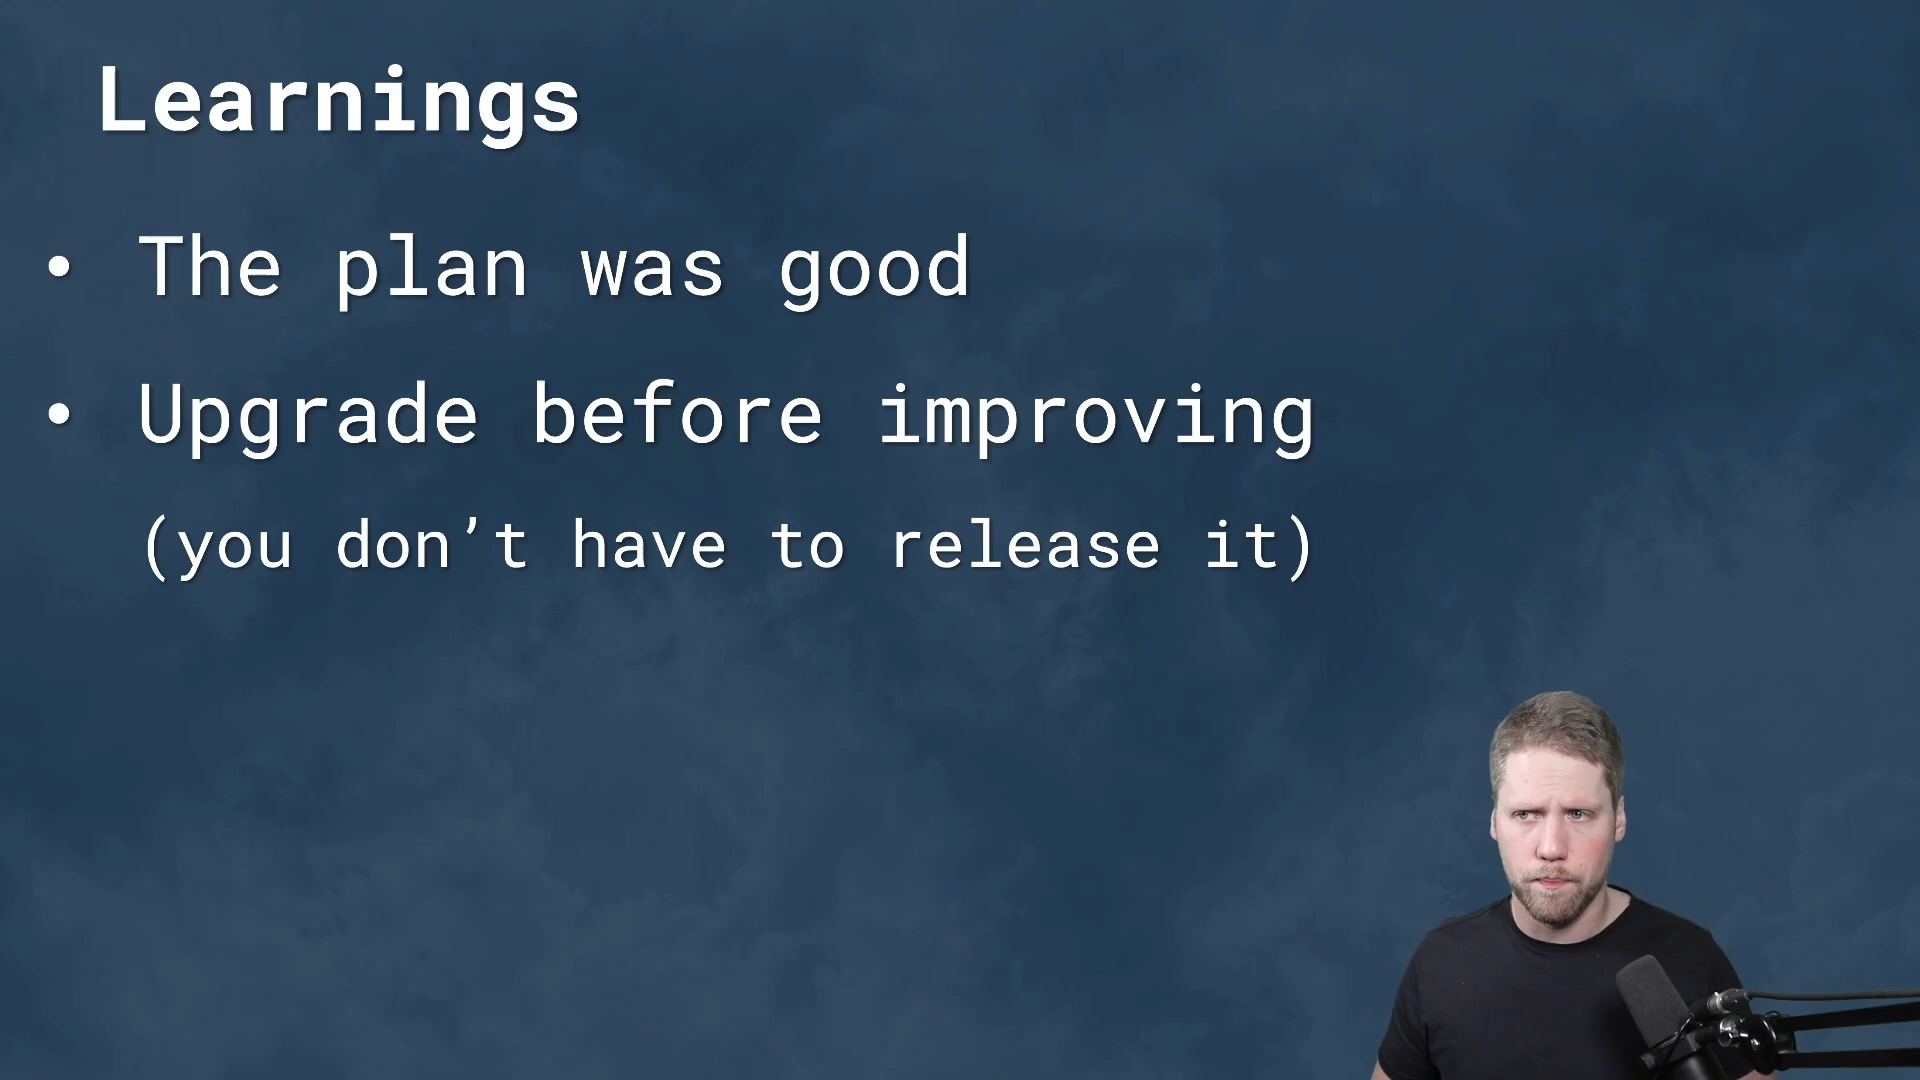 Learnings
• The plan was good
• Upgrade before improving
(you don’t have to release it)